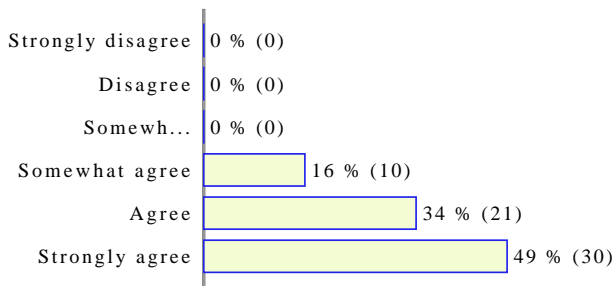 Strongly disagree 0 % (0)
Disagree 0 % (0)
Somewh... 0 % (0)
Somewhat agree 16 % (10)
Agree 34 % (21)
Strongly agree 49 % (30)